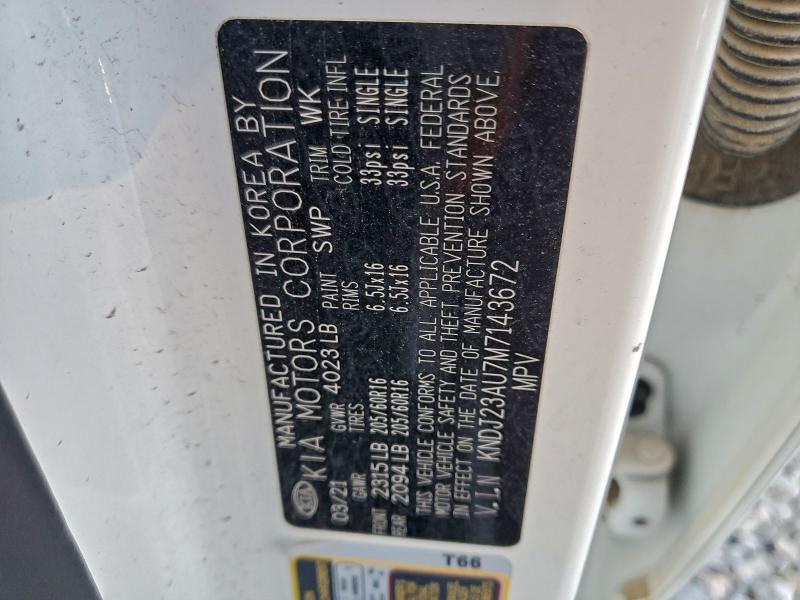 MANUFACTURED IN KOREA BY
KIA KIA MOTORS CORPORATION
03/21 GVWR 4023LB PAINT SWP TRIM WK
GAWR TIRES RIMS COLD TIRE INFL
FRONT 2315LB 205/60R16 6.5Jx16 33psi SINGLE
REAR 2094LB 205/60R16 6.5Jx16 33psi SINGLE
THIS VEHICLE CONFORMS TO ALL APPLICABLE U.S.A. FEDERAL
MOTOR VEHICLE SAFETY AND THEFT PREVENTION STANDARDS
IN EFFECT ON THE DATE OF MANUFACTURE SHOWN ABOVE.
V.I.N KNDJ23AU7M7143672
MPV
T66